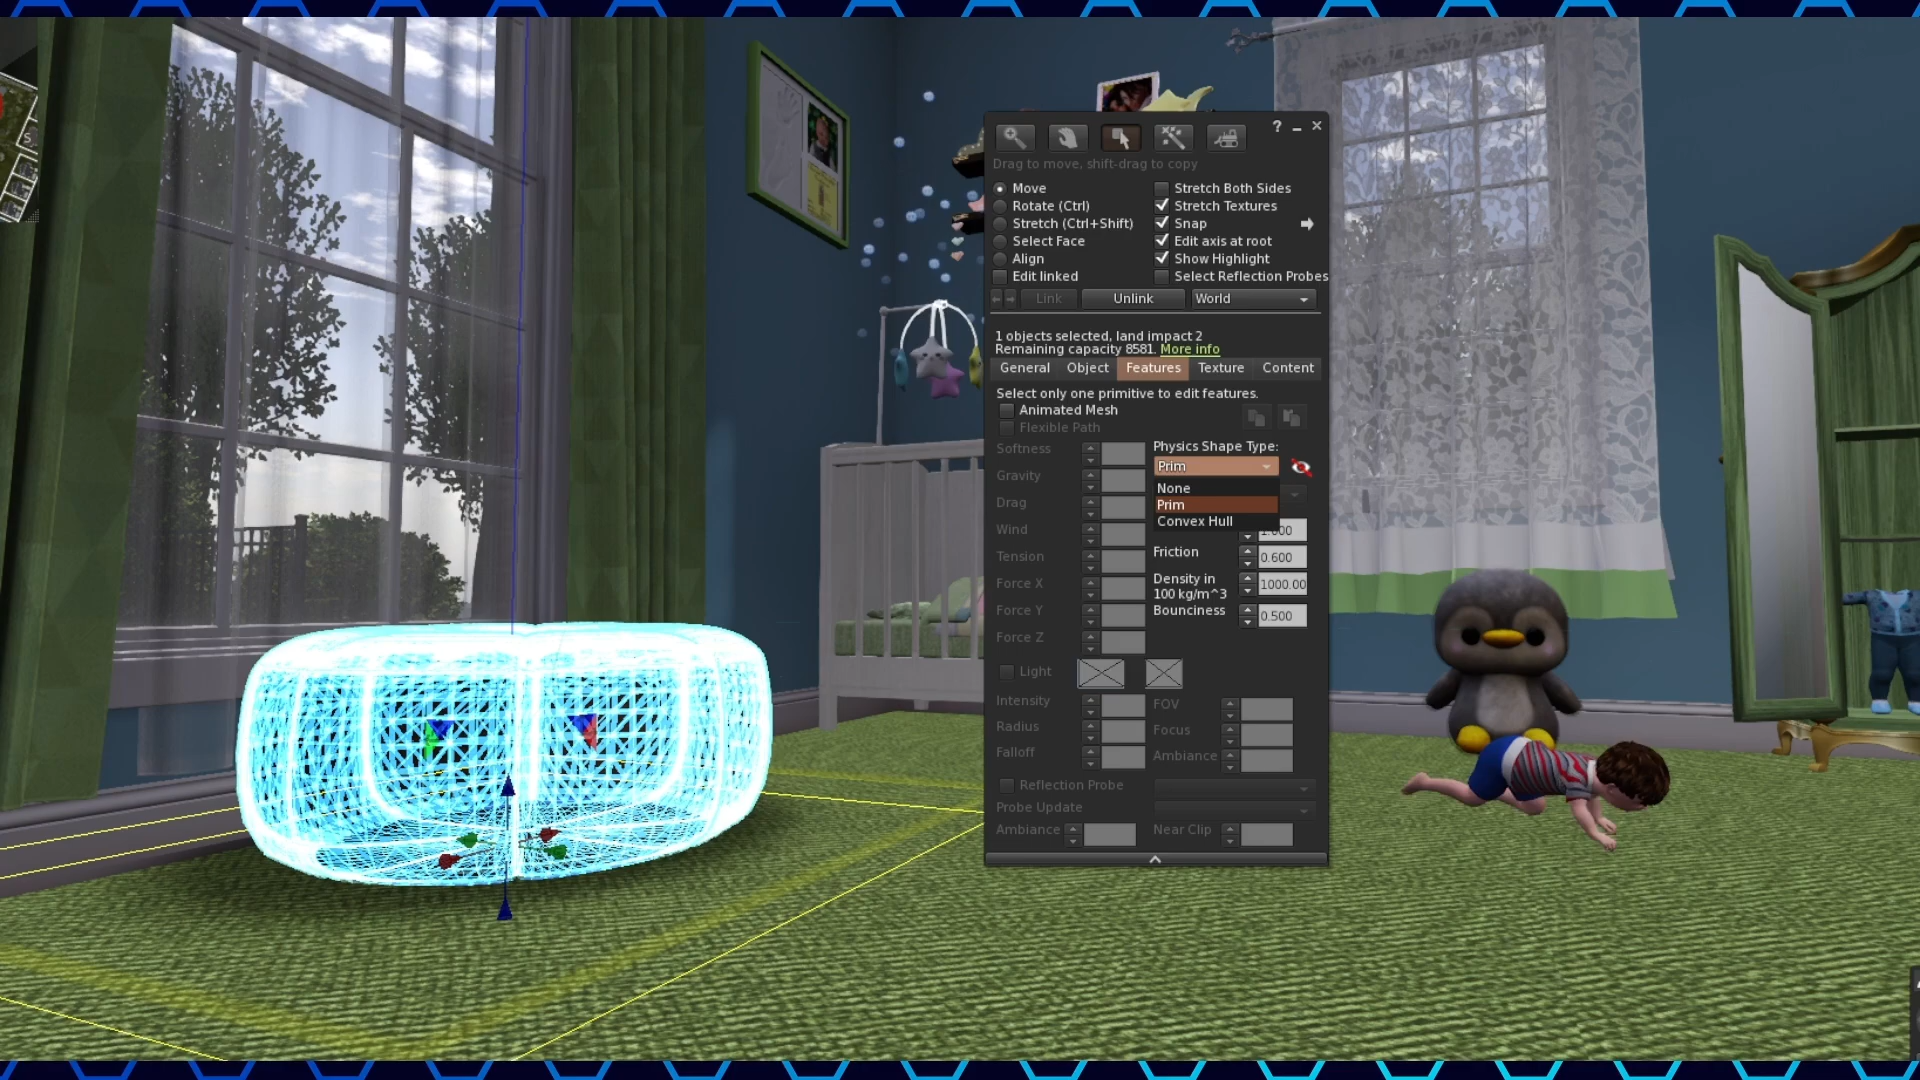 ?
Drag to move, shift-drag to copy
Move
Stretch Both Sides
Rotate (Ctrl)
Stretch Textures
Stretch (Ctrl+Shift)
Snap
Select Face
Edit axis at root
Align
Show Highlight
Edit linked
Select Reflection Probes
Link
Unlink
World
1 objects selected, land impact 2
Remaining capacity 8581. More info
General
Object
Features
Texture
Content
Select only one primitive to edit features.
Animated Mesh
Flexible Path
Softness
Gravity
Drag
Wind
Tension
Force X
Force Y
Force Z
Physics Shape Type:
Prim
None
Prim
Convex Hull
1.000
Friction
0.600
Density in
100 kg/m^3
1000.00
Bounciness
0.500
Light
Intensity
FOV
Radius
Focus
Falloff
Ambiance
Reflection Probe
Probe Update
Ambiance
Near Clip